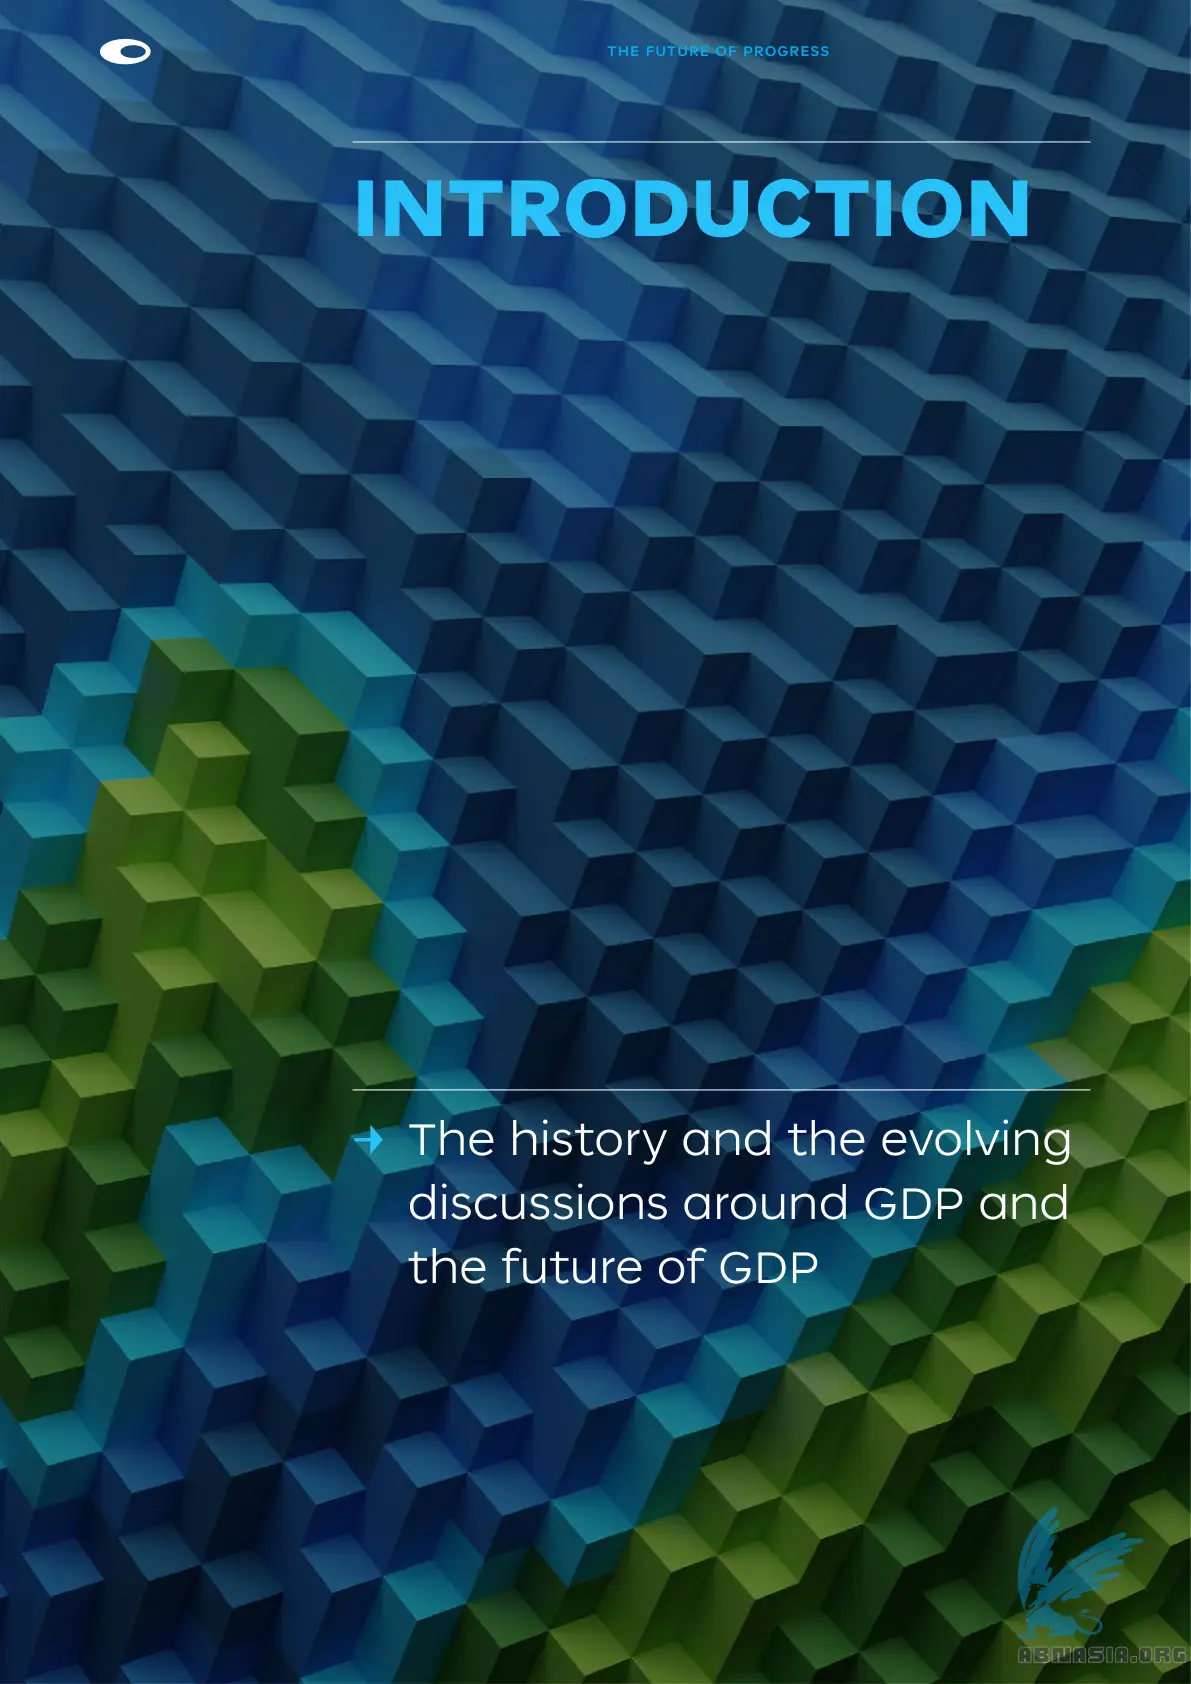 THE FUTURE OF PROGRESS
INTRODUCTION
The history and the evolving
discussions around GDP and
the future of GDP
ABMASIA.ORG